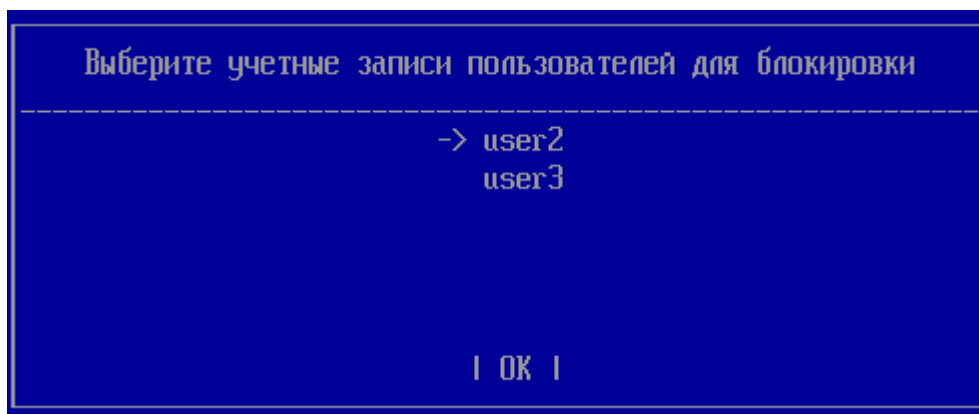 Выберите учетные записи пользователей для блокировки
-> user2
user3
| OK |